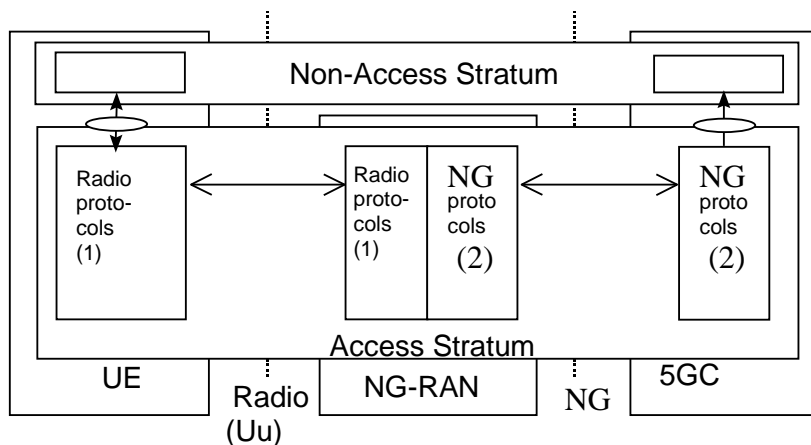 Non-Access Stratum
Radio
proto-
cols
(1)
Radio
proto-
cols
(1)
NG
proto
cols
(2)
NG
proto
cols
(2)
Access Stratum
UE
Radio
(Uu)
NG-RAN
NG
5GC